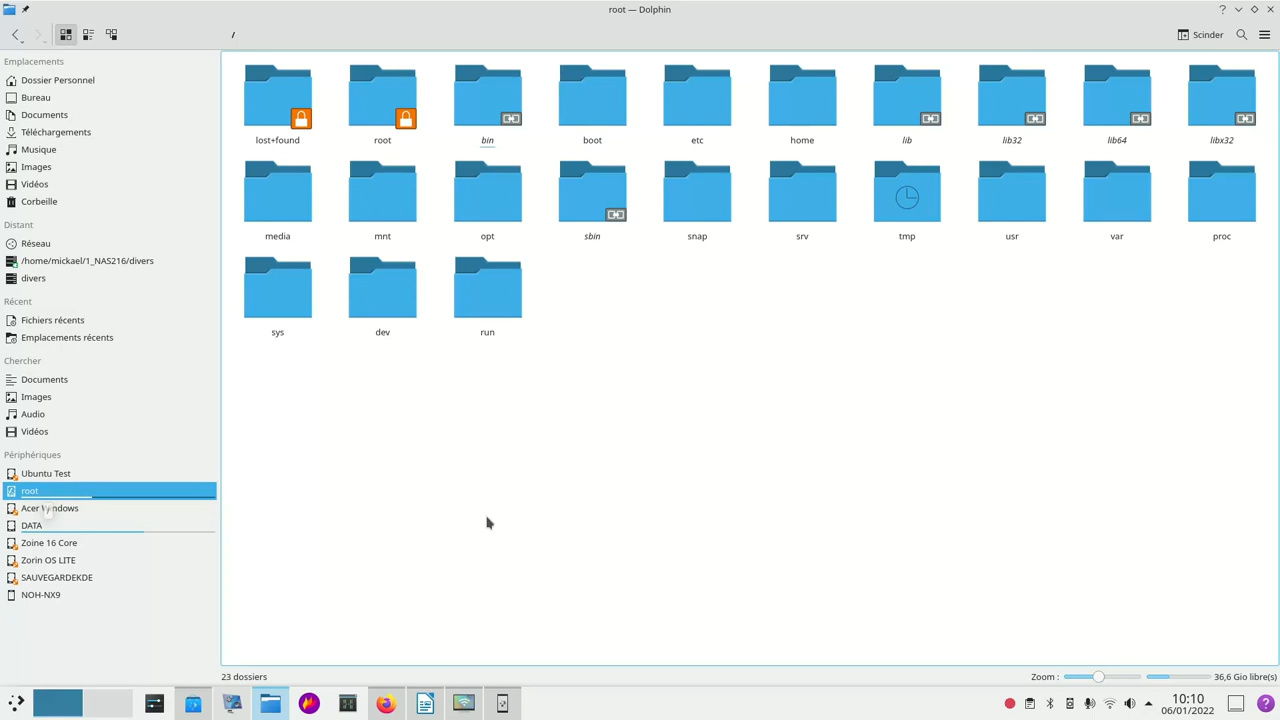 root — Dolphin
/
Scinder
Emplacements
Dossier Personnel
Bureau
Documents
Téléchargements
Musique
Images
Vidéos
Corbeille
Distant
Réseau
/home/mickael/1_NAS216/divers
divers
Récent
Fichiers récents
Emplacements récents
Chercher
Documents
Images
Audio
Vidéos
Périphériques
Ubuntu Test
root
Acer Windows
DATA
Zoine 16 Core
Zorin OS LITE
SAUVEGARDEKDE
NOH-NX9
lost+found root bin boot etc home lib lib32 lib64 libx32
media mnt opt sbin snap srv tmp usr var proc
sys dev run
23 dossiers
Zoom : 36,6 Gio libre(s)
10:10
06/01/2022